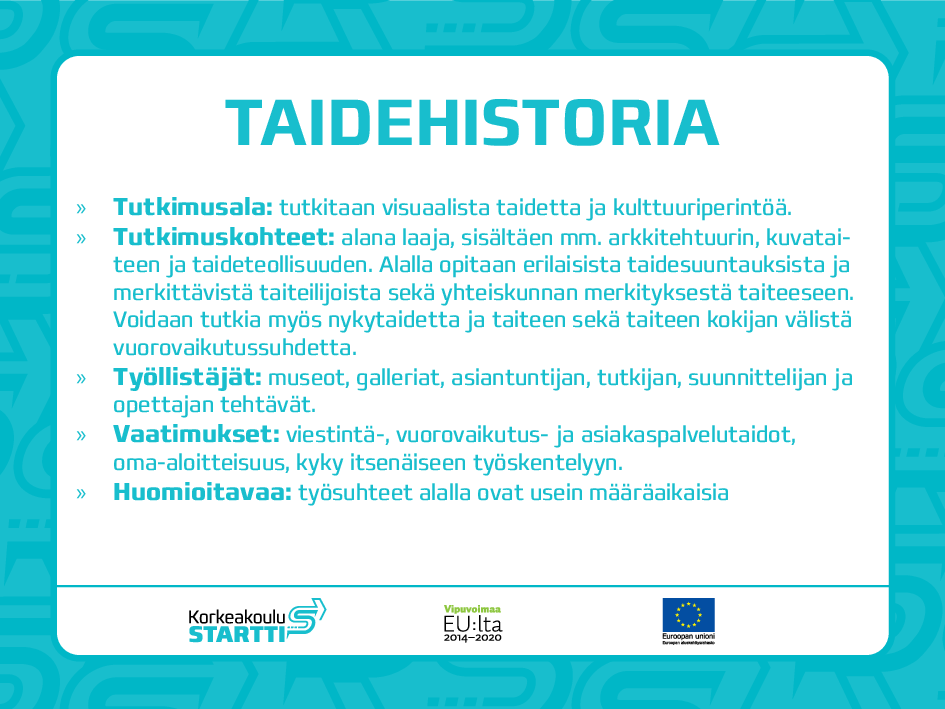 TAIDEHISTORIA
» Tutkimusala: tutkitaan visuaalista taidetta ja kulttuuriperintöä.
» Tutkimuskohteet: alana laaja, sisältäen mm. arkkitehtuurin, kuvatai-
teen ja taideteollisuuden. Alalla opitaan erilaisista taidesuuntauksista ja
merkittävistä taiteilijoista sekä yhteiskunnan merkityksestä taiteeseen.
Voidaan tutkia myös nykytaidetta ja taiteen sekä taiteen kokijan välistä
vuorovaikutussuhdetta.
» Työllistäjät: museot, galleriat, asiantuntijan, tutkijan, suunnittelijan ja
opettajan tehtävät.
» Vaatimukset: viestintä-, vuorovaikutus- ja asiakaspalvelutaidot,
oma-aloitteisuus, kyky itsenäiseen työskentelyyn.
» Huomioitavaa: työsuhteet alalla ovat usein määräaikaisia
Korkeakoulu
STARTTI
Vipuvoimaa
EU:lta
2014–2020
Euroopan unioni
Euroopan aluekehitysrahasto